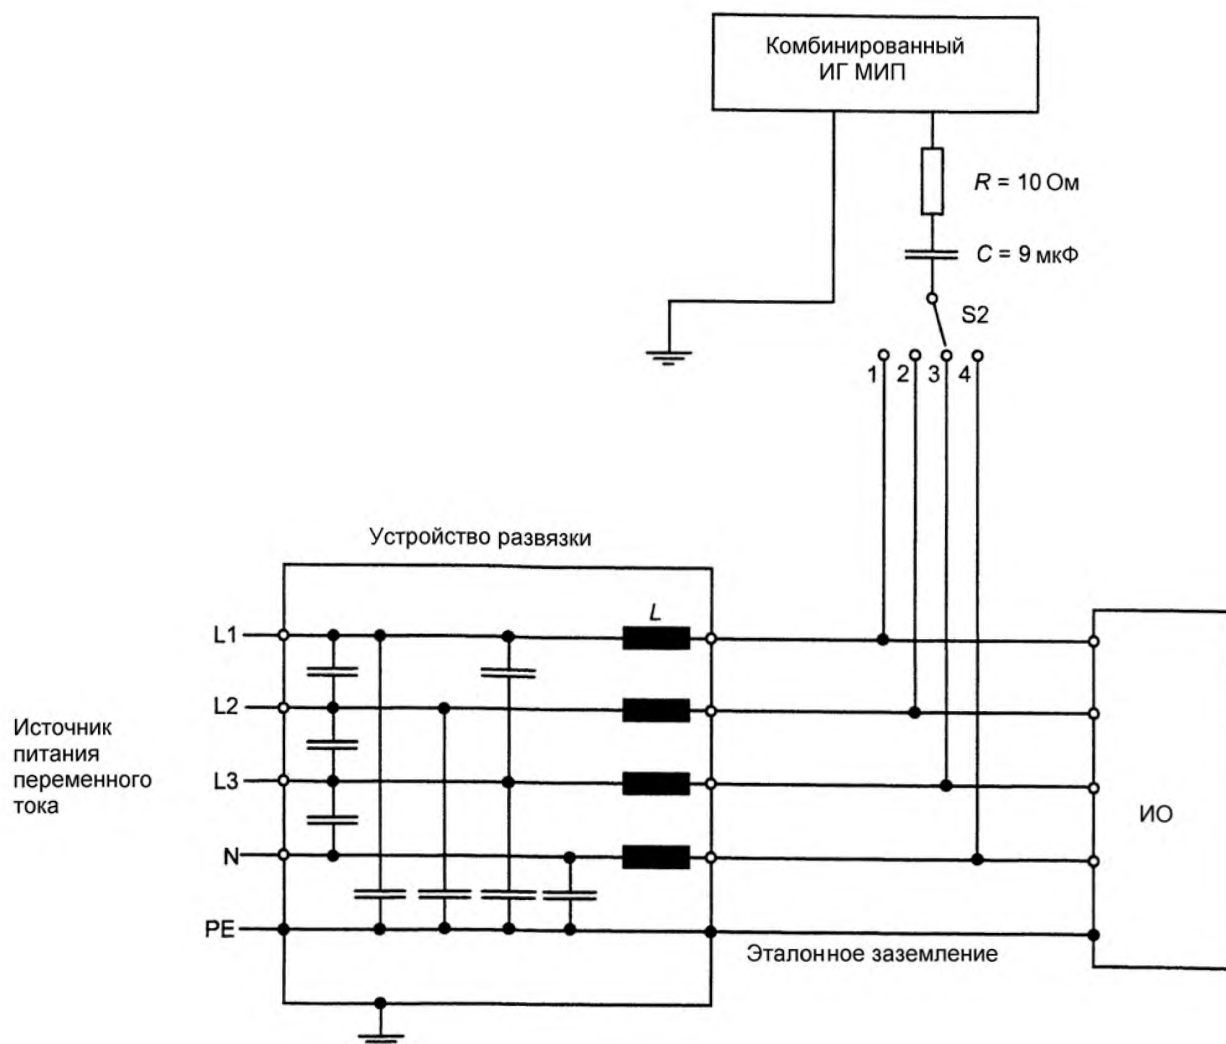 Комбинированный
ИГ МИП
R = 10 Ом
C = 9 мкФ
S2
1 2 3 4
Устройство развязки
L
L1
L2
L3
N
PE
Источник
питания
переменного
тока
ИО
Эталонное заземление